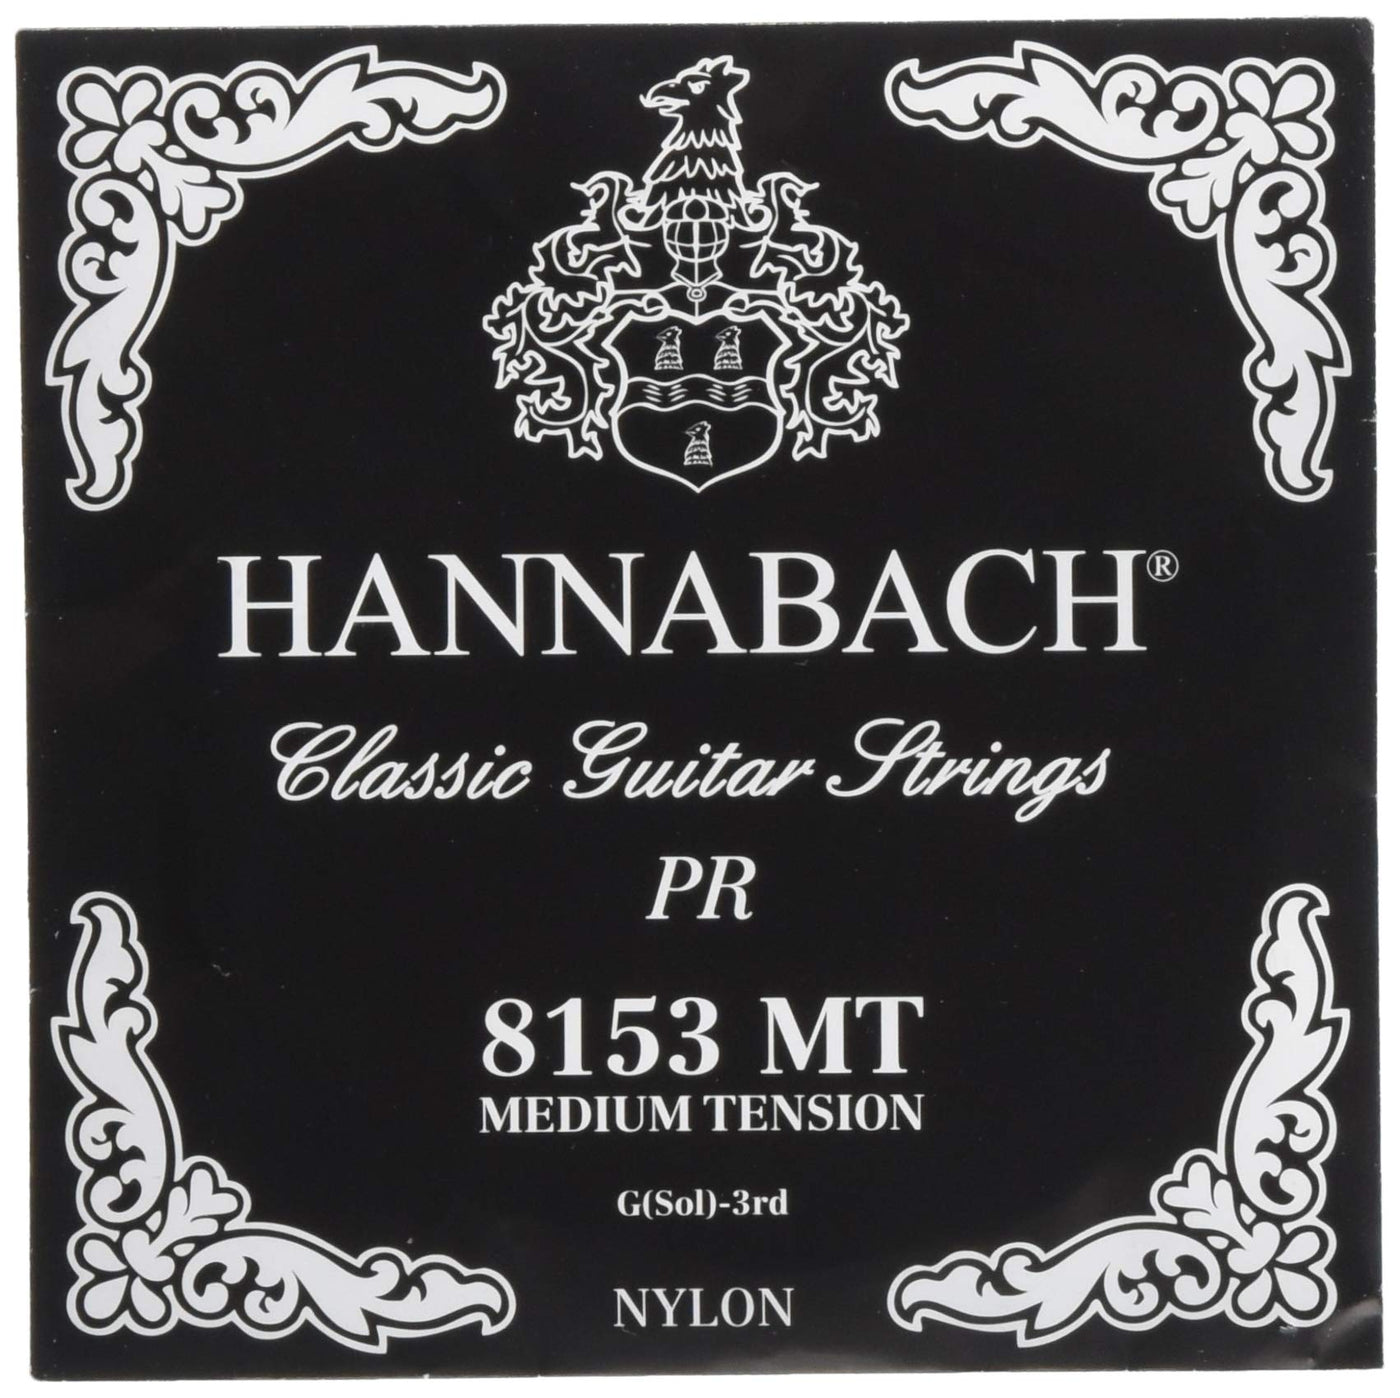 HANNABACH®
Classic Guitar Strings
PR
8153 MT
MEDIUM TENSION
G(Sol)-3rd
NYLON